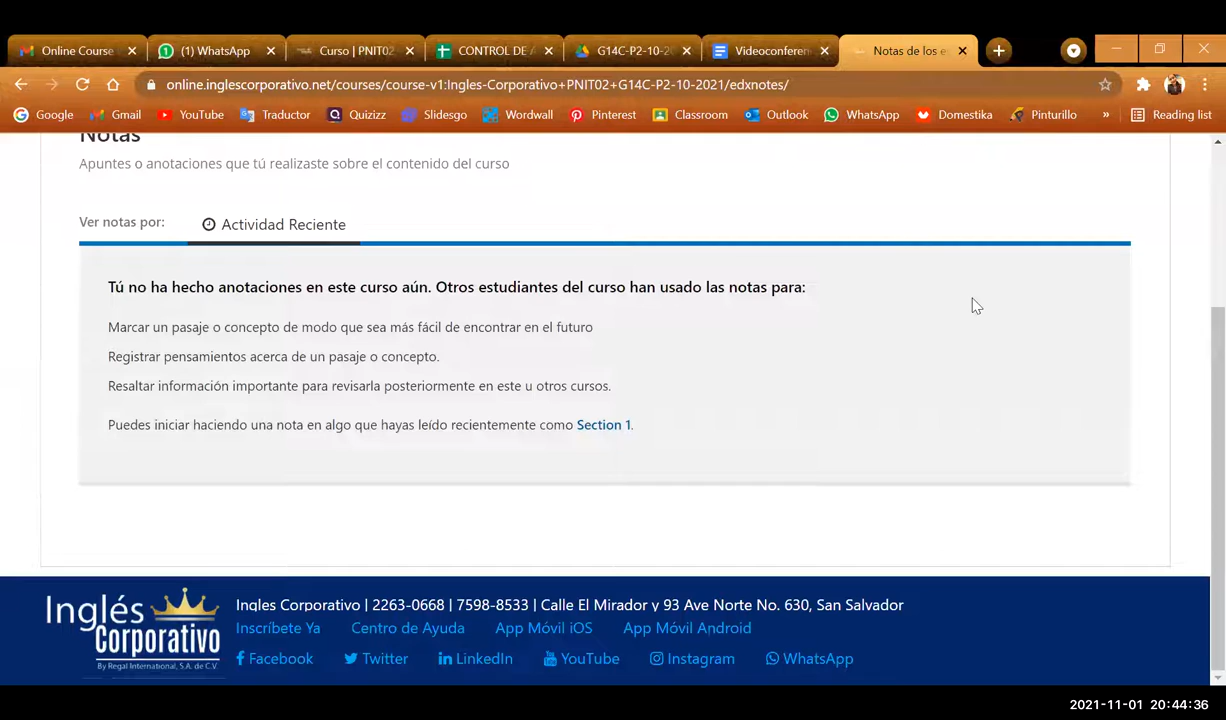 Online Course
(1) WhatsApp
Curso | PNIT02
CONTROL DE A
G14C-P2-10-2
Videoconferen
Notas de los e
online.inglescorporativo.net/courses/course-v1:Ingles-Corporativo+PNIT02+G14C-P2-10-2021/edxnotes/
Google
Gmail
YouTube
Traductor
Quizizz
Slidesgo
Wordwall
Pinterest
Classroom
Outlook
WhatsApp
Domestika
Pinturillo
»
Reading list
Notas
Apuntes o anotaciones que tú realizaste sobre el contenido del curso
Ver notas por:
Actividad Reciente
Tú no ha hecho anotaciones en este curso aún. Otros estudiantes del curso han usado las notas para:
Marcar un pasaje o concepto de modo que sea más fácil de encontrar en el futuro
Registrar pensamientos acerca de un pasaje o concepto.
Resaltar información importante para revisarla posteriormente en este u otros cursos.
Puedes iniciar haciendo una nota en algo que hayas leído recientemente como Section 1.
Inglés
Corporativo
By Regal International, S.A. de C.V.
Ingles Corporativo | 2263-0668 | 7598-8533 | Calle El Mirador y 93 Ave Norte No. 630, San Salvador
Inscríbete Ya
Centro de Ayuda
App Móvil iOS
App Móvil Android
Facebook
Twitter
LinkedIn
YouTube
Instagram
WhatsApp
2021-11-01 20:44:36